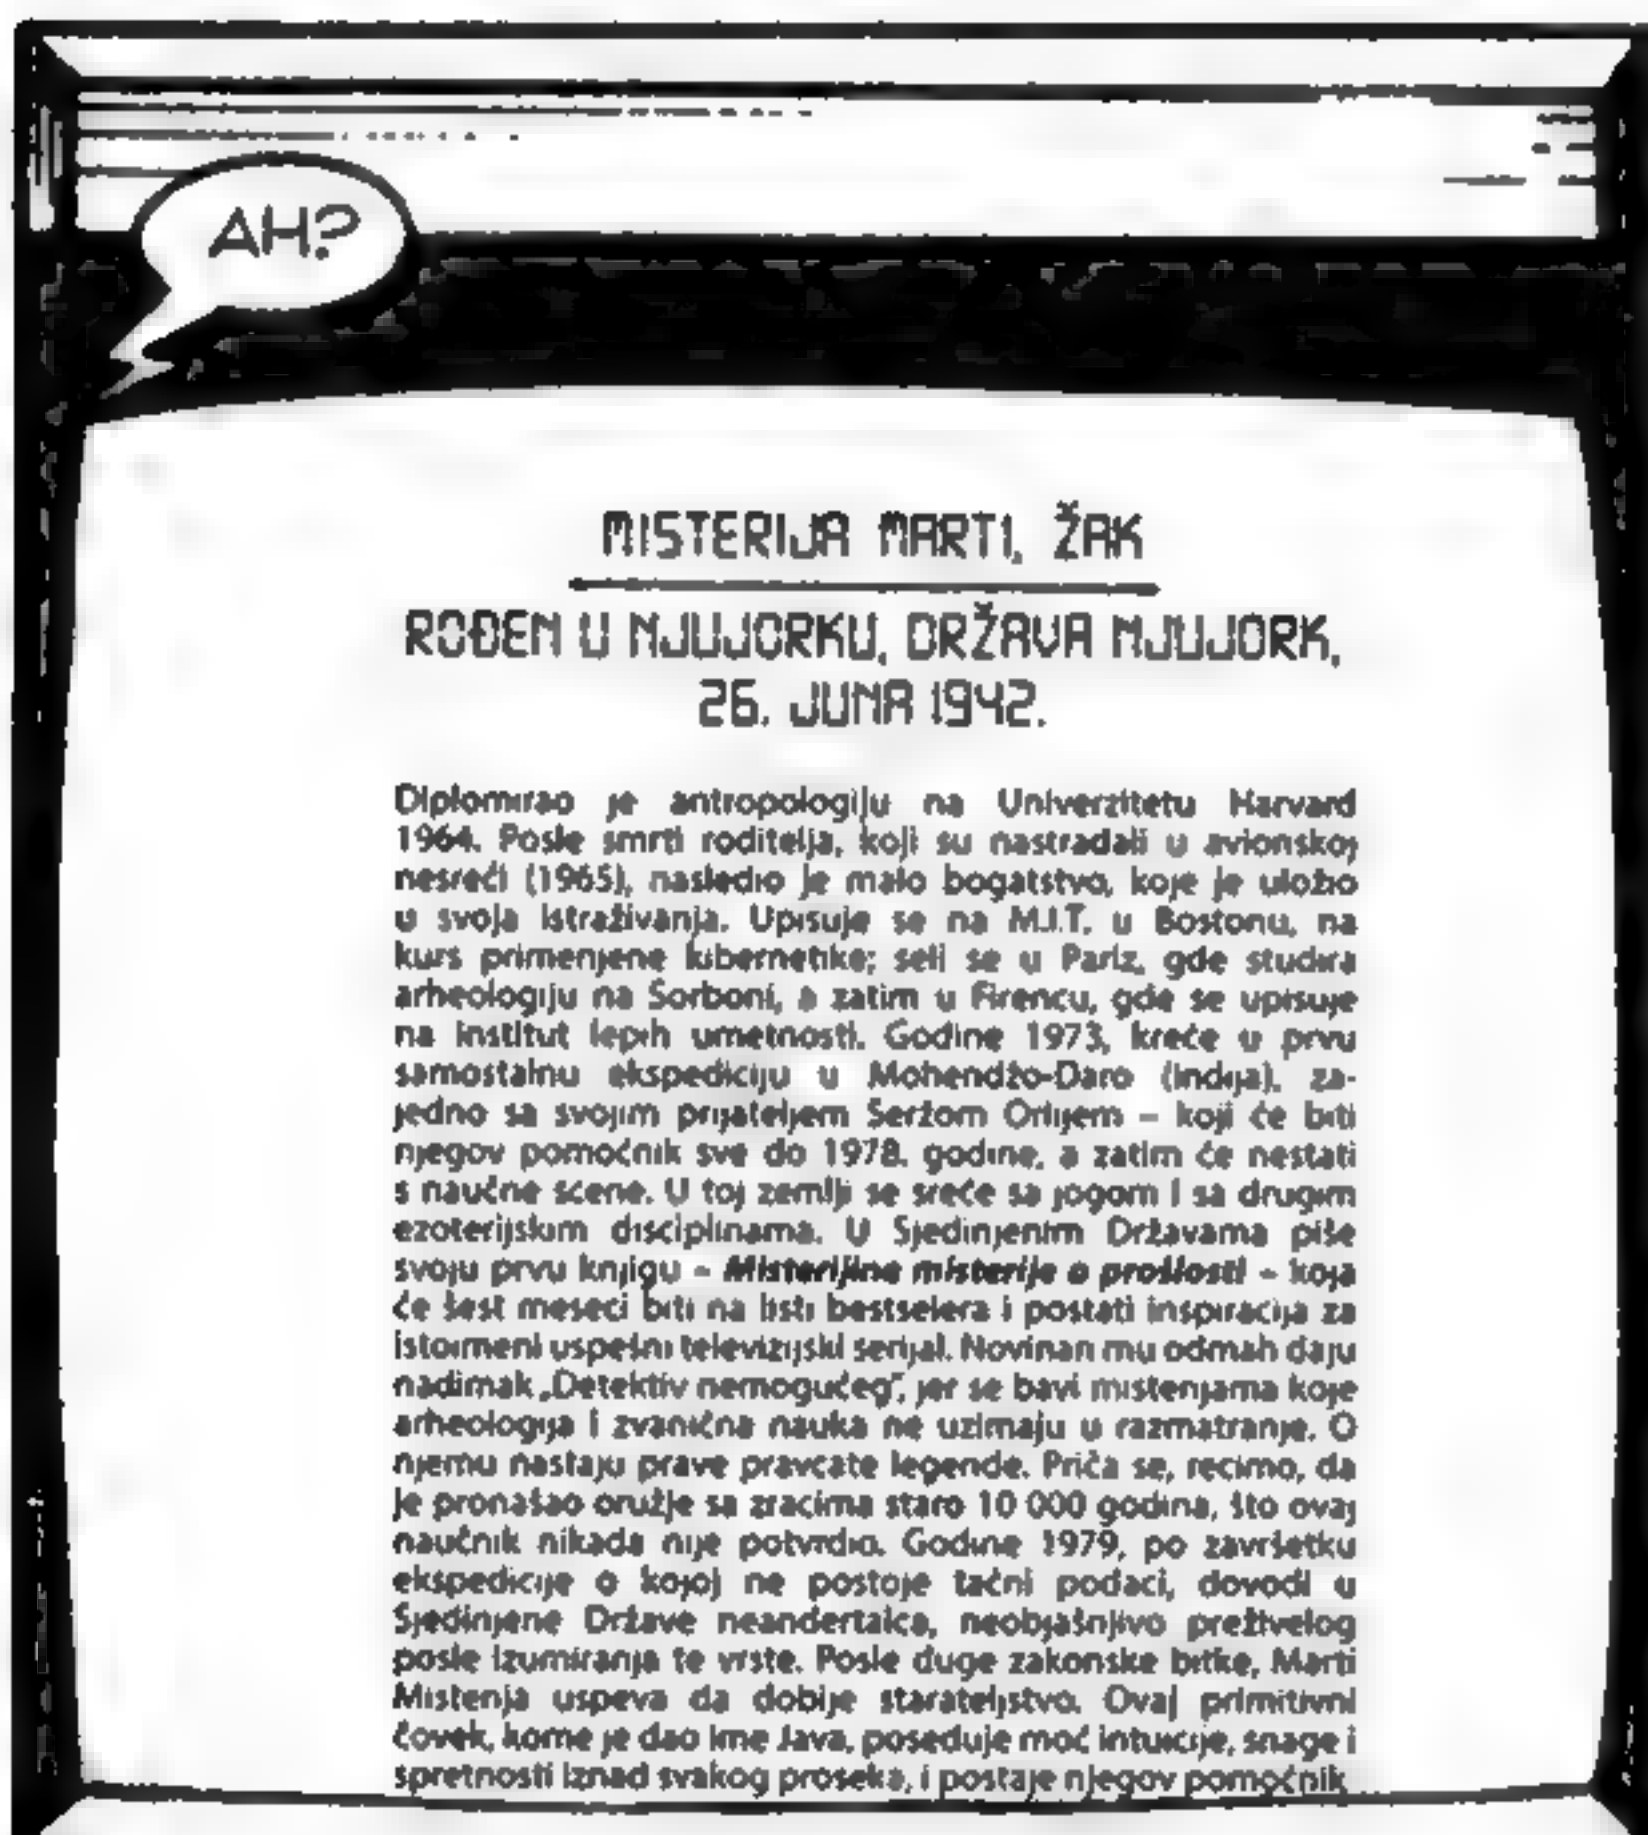 AH?
MISTERIJA MARTI, ŽAK
ROĐEN U NJUJORKU, DRŽAVA NJUJORK,
26. JUNA 1942.
Diplomirao je antropologiju na Univerzitetu Harvard
1964. Posle smrti roditelja, koji su nastradali u avionskoj
nesreći (1965), nasledio je malo bogatstvo, koje je uložio
u svoja istraživanja. Upisuje se na M.I.T. u Bostonu, na
kurs primenjene kibernetike; seli se u Pariz, gde studira
arheologiju na Sorboni, a zatim u Firencu, gde se upisuje
na Institut lepih umetnosti. Godine 1973, kreće u prvu
samostalnu ekspediciju u Mohendžo-Daro (Indija), za-
jedno sa svojim prijateljem Seržom Orlijem – koji će biti
njegov pomoćnik sve do 1978. godine, a zatim će nestati
s naučne scene. U toj zemlji se sreće sa jogom i sa drugim
ezoterijskim disciplinama. U Sjedinjenim Državama piše
svoju prvu knjigu – Misterijine misterije o prošlosti – koja
će šest meseci biti na listi bestselera i postati inspiracija za
istoimeni uspešni televizijski serijal. Novinari mu odmah daju
nadimak „Detektiv nemogućeg”, jer se bavi misterijama koje
arheologija i zvanična nauka ne uzimaju u razmatranje. O
njemu nastaju prave pravcate legende. Priča se, recimo, da
je pronašao oružje sa zracima staro 10 000 godina, što ovaj
naučnik nikada nije potvrdio. Godine 1979, po završetku
ekspedicije o kojoj ne postoje tačni podaci, dovodi u
Sjedinjene Države neandertalca, neobjašnjivo preživelog
posle izumiranja te vrste. Posle duge zakonske bitke, Marti
Misterija uspeva da dobije starateljstvo. Ovaj primitivni
čovek, kome je dao ime Java, poseduje moć intuicije, snage i
spretnosti iznad svakog proseka, i postaje njegov pomoćnik